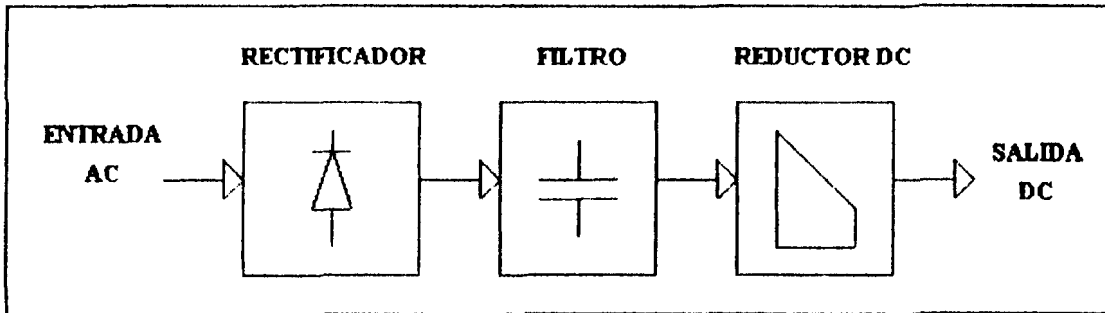 RECTIFICADOR
FILTRO
REDUCTOR DC
ENTRADA
AC
SALIDA
DC